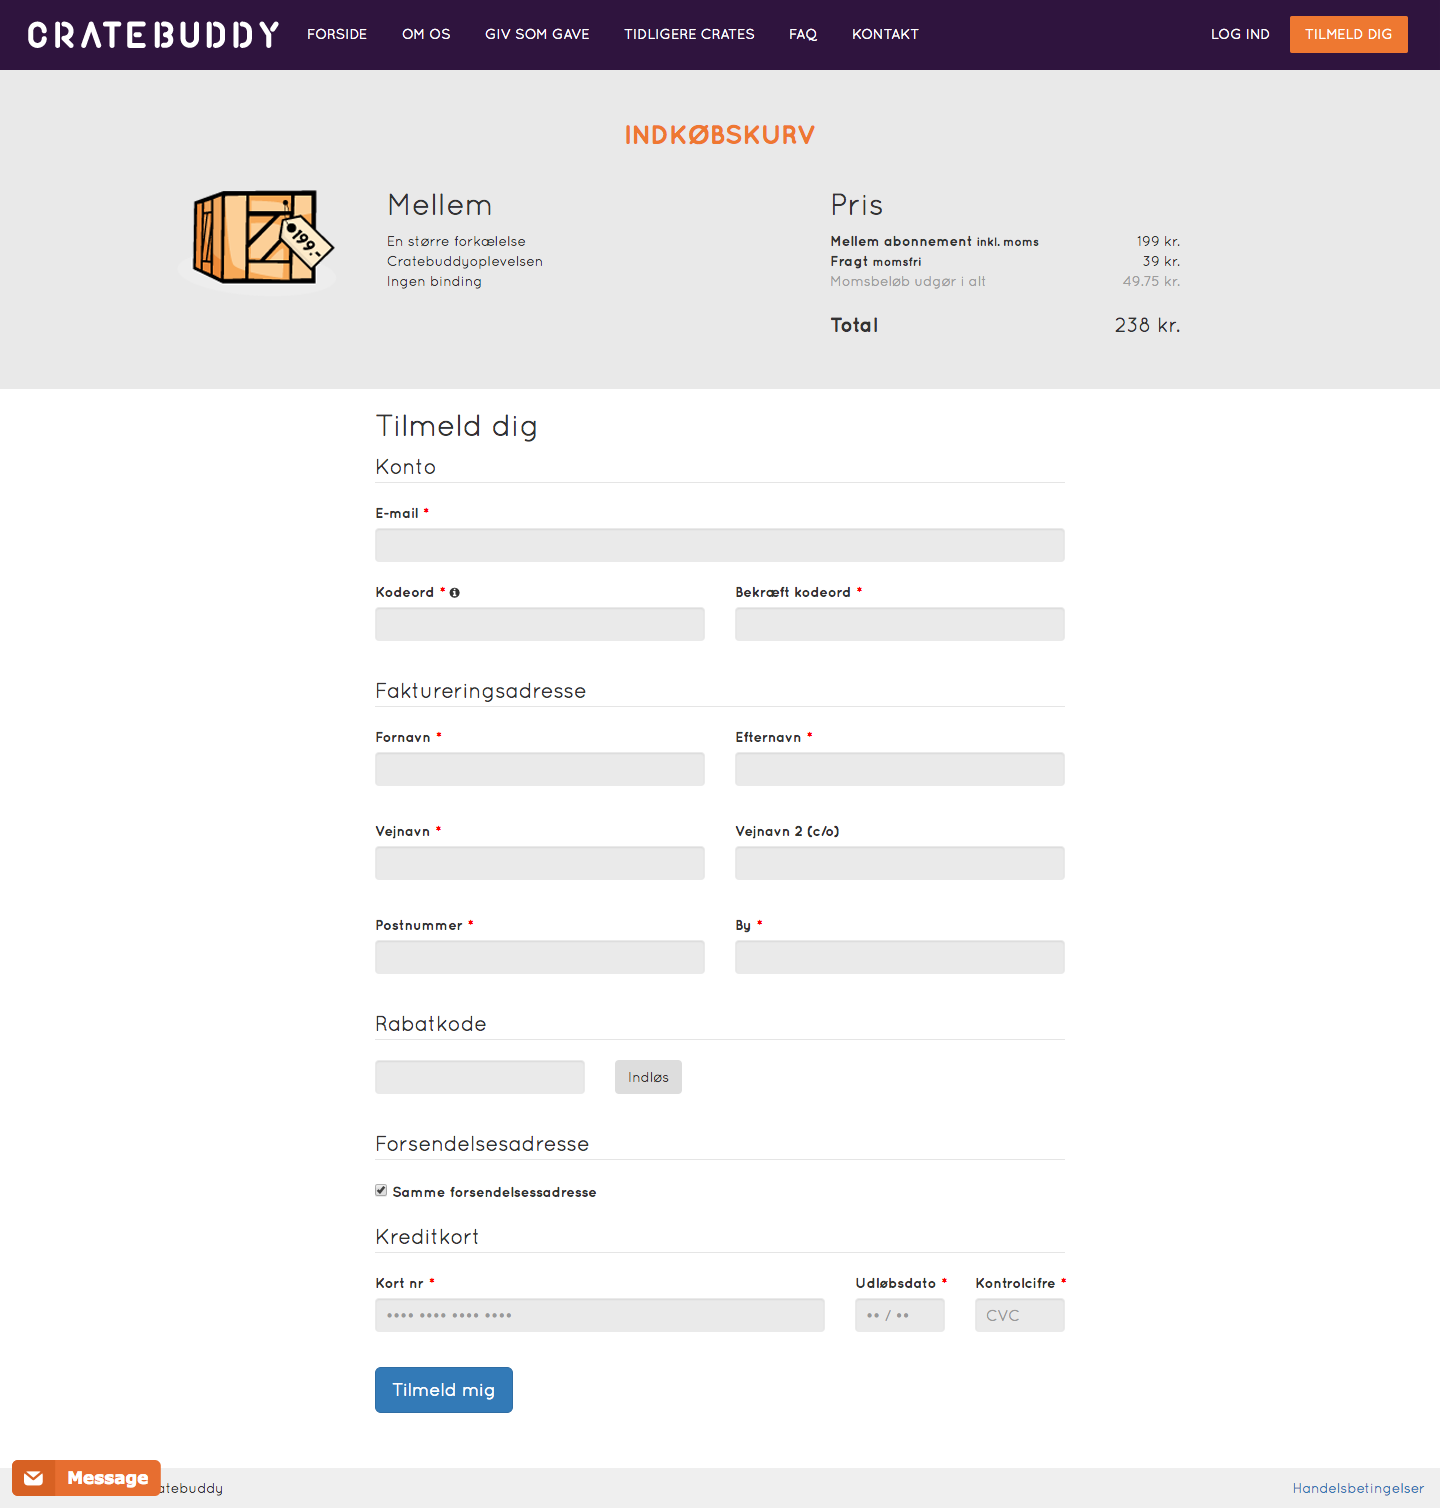 CRATEBUDDY FORSIDE OM OS GIV SOM GAVE TIDLIGERE CRATES FAQ KONTAKT LOG IND TILMELD DIG
INDKØBSKURV
199.-
Mellem
En større forkælelse
Cratebuddyoplevelsen
Ingen binding
Pris
Mellem abonnement inkl. moms 199 kr.
Fragt momsfri 39 kr.
Momsbeløb udgør i alt 49.75 kr.
Total 238 kr.
Tilmeld dig
Konto
E-mail *
Kodeord * Bekræft kodeord *
Faktureringsadresse
Fornavn * Efternavn *
Vejnavn * Vejnavn 2 (c/o)
Postnummer * By *
Rabatkode
Indløs
Forsendelsesadresse
Samme forsendelsessadresse
Kreditkort
Kort nr * Udløbsdato * Kontrolcifre *
•••• •••• •••• •••• •• / •• CVC
Tilmeld mig
Message
atebuddy Handelsbetingelser